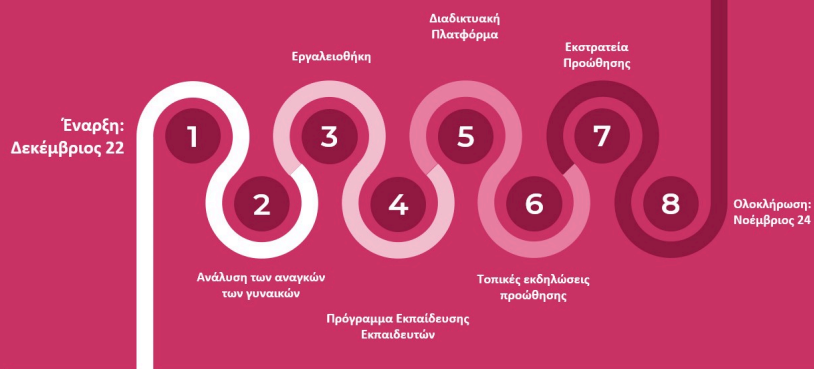 Έναρξη:
Δεκέμβριος 22
1
2
Ανάλυση των αναγκών
των γυναικών
Εργαλειοθήκη
3
4
Πρόγραμμα Εκπαίδευσης
Εκπαιδευτών
Διαδικτυακή
Πλατφόρμα
5
6
Τοπικές εκδηλώσεις
προώθησης
Εκστρατεία
Προώθησης
7
8
Ολοκλήρωση:
Νοέμβριος 24